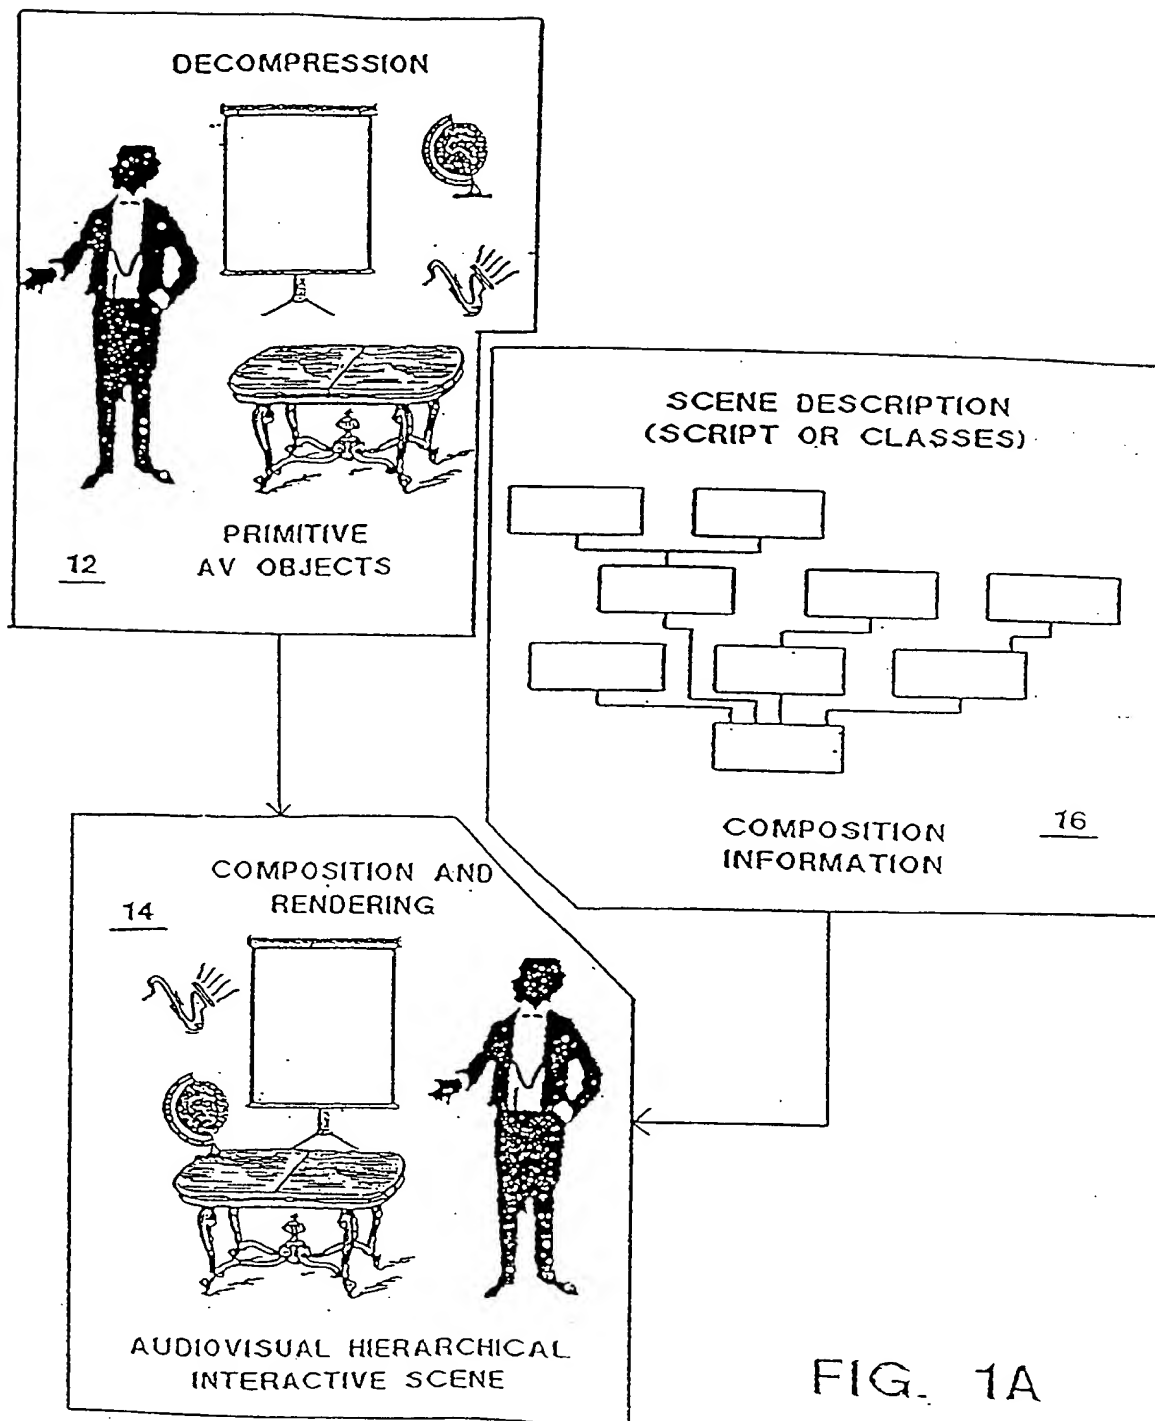 DECOMPRESSION
PRIMITIVE
AV OBJECTS
12
SCENE DESCRIPTION
(SCRIPT OR CLASSES)
COMPOSITION
INFORMATION
16
COMPOSITION AND
RENDERING
14
AUDIOVISUAL HIERARCHICAL
INTERACTIVE SCENE
FIG. 1A